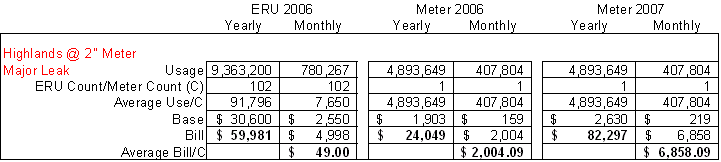 ERU 2006 Meter 2006 Meter 2007
Yearly Monthly Yearly Monthly Yearly Monthly
Highlands @ 2" Meter
Major Leak Usage 9,363,200 780,267 4,893,649 407,804 4,893,649 407,804
ERU Count/Meter Count (C) 102 102 1 1 1 1
Average Use/C 91,796 7,650 4,893,649 407,804 4,893,649 407,804
Base $ 30,600 $ 2,550 $ 1,903 $ 159 $ 2,630 $ 219
Bill $ 59,981 $ 4,998 $ 24,049 $ 2,004 $ 82,297 $ 6,858
Average Bill/C $ 49.00 $ 2,004.09 $ 6,858.09